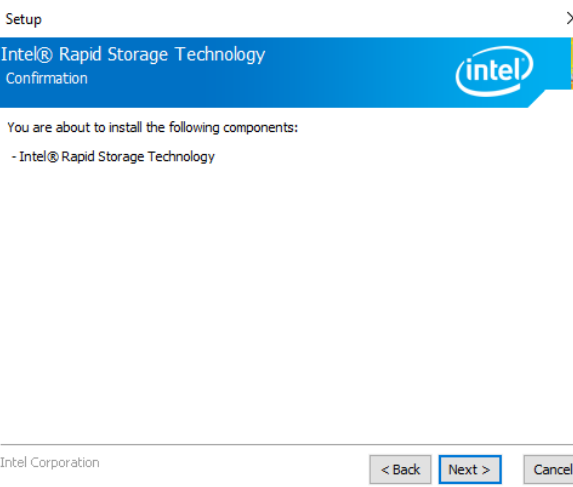 Setup
Intel® Rapid Storage Technology
Confirmation
intel
You are about to install the following components:
- Intel® Rapid Storage Technology
Intel Corporation
< Back
Next >
Cancel